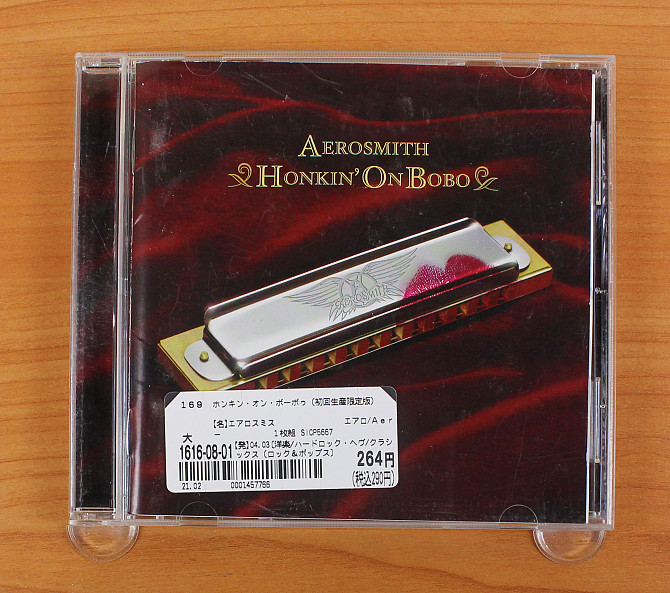 AEROSMITH
HONKIN' ON BOBO
AEROSMITH
169 ホンキン・オン・ボーボゥ (初回生産限定版)
【名】エアロスミス エアロ/Aer
大 − 1枚組 SICP5667
1616-08-01 【発】04.03 [洋楽/ハードロック・ヘヴ/クラシ
ックス [ロック&ポップス]
264円
(税込290円)
21.02 0001457766